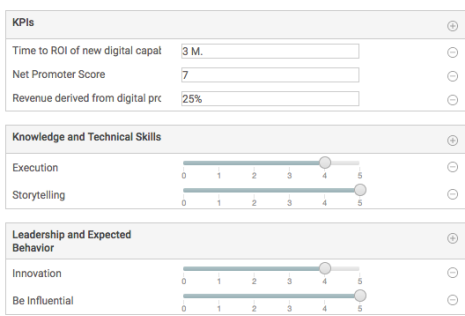 KPIs
Time to ROI of new digital capat 3 M.
Net Promoter Score 7
Revenue derived from digital prc 25%
Knowledge and Technical Skills
Execution
0 1 2 3 4 5
Storytelling
0 1 2 3 4 5
Leadership and Expected
Behavior
Innovation
0 1 2 3 4 5
Be Influential
0 1 2 3 4 5